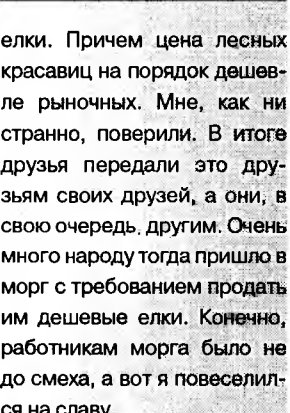 елки. Причем цена лесных
красавиц на порядок дешев-
ле рыночных. Мне, как ни
странно, поверили. В итоге
друзья передали это дру-
зьям своих друзей, а они, в
свою очередь, другим. Очень
много народу тогда пришло в
морг с требованием продать
им дешевые елки. Конечно,
работникам морга было не
до смеха, а вот я повеселил-
ся на славу